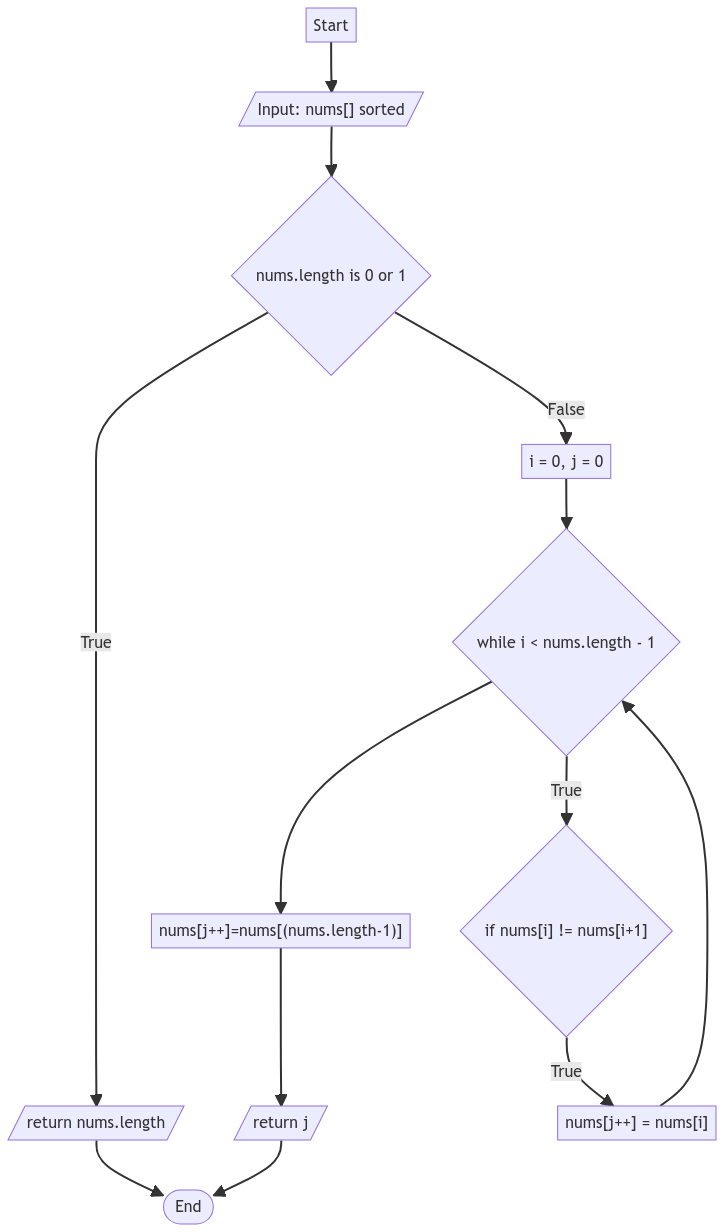 Start
Input: nums[] sorted
nums.length is 0 or 1
False
i = 0, j = 0
True
while i < nums.length - 1
True
nums[j++]=nums[(nums.length-1)]
if nums[i] != nums[i+1]
True
return nums.length
return j
nums[j++] = nums[i]
End